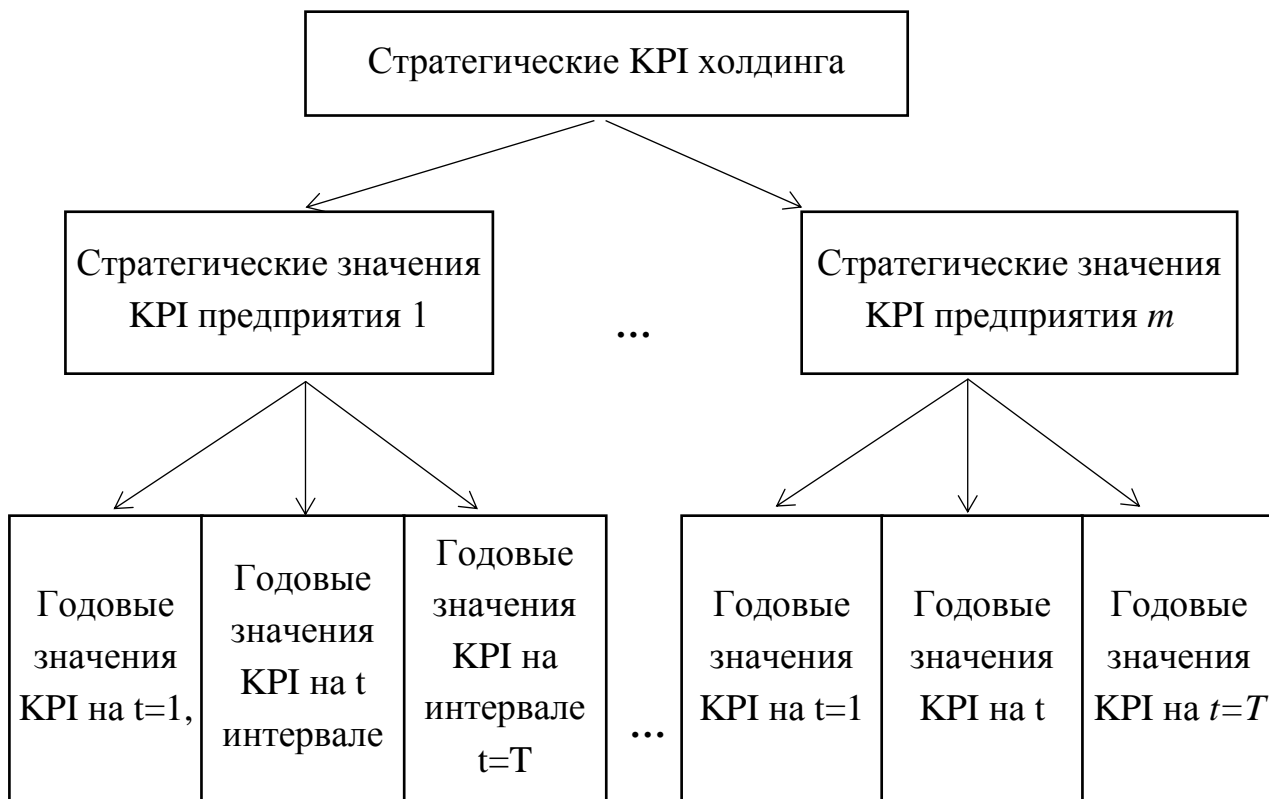 Стратегические KPI холдинга
Стратегические значения
KPI предприятия 1
...
Стратегические значения
KPI предприятия m
Годовые
значения
KPI на t=1,
Годовые
значения
KPI на t
интервале
Годовые
значения
KPI на
интервале
t=T
...
Годовые
значения
KPI на t=1
Годовые
значения
KPI на t
Годовые
значения
KPI на t=T